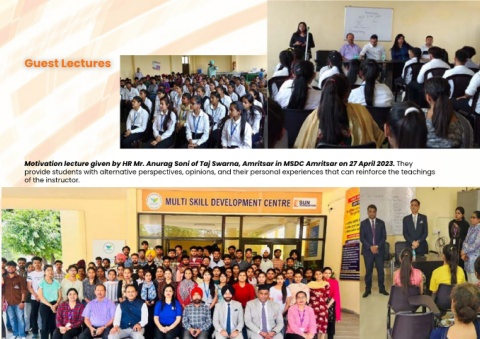 Guest Lectures
Motivation lecture given by HR Mr. Anurag Soni of Taj Swarna, Amritsar in MSDC Amritsar on 27 April 2023. They
provide students with alternative perspectives, opinions, and their personal experiences that can reinforce the teachings
of the instructor.
MULTI SKILL DEVELOPMENT CENTRE
SUN